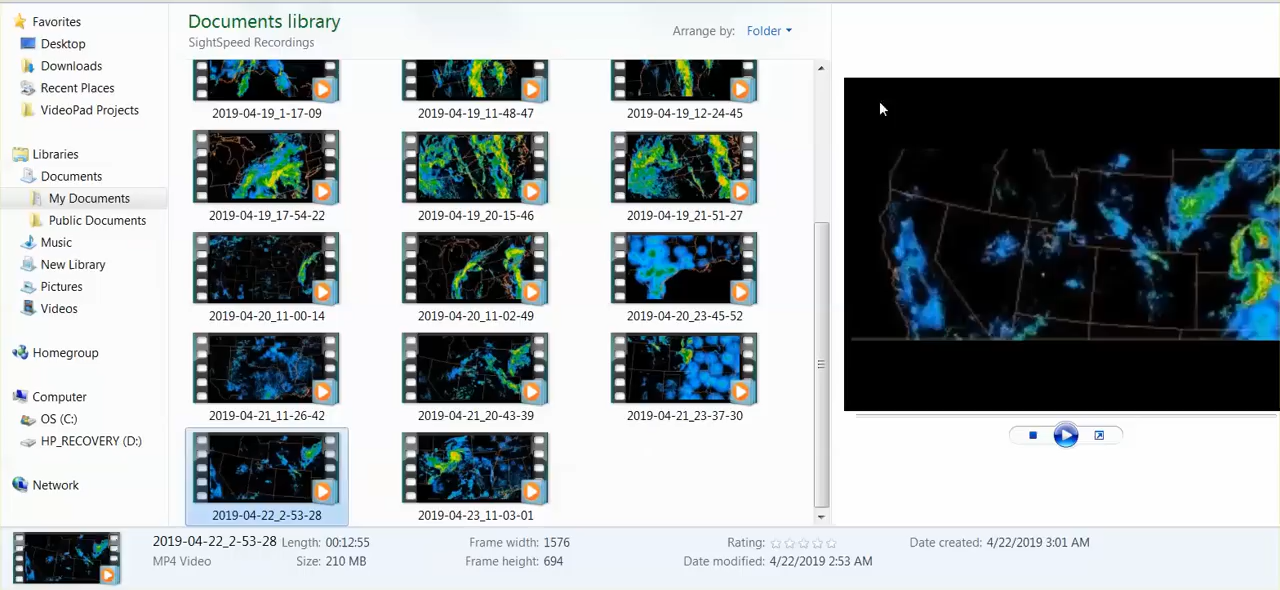 Favorites
Desktop
Downloads
Recent Places
VideoPad Projects
Libraries
Documents
My Documents
Public Documents
Music
New Library
Pictures
Videos
Homegroup
Computer
OS (C:)
HP_RECOVERY (D:)
Network
Documents library
SightSpeed Recordings
Arrange by: Folder
2019-04-19_1-17-09
2019-04-19_11-48-47
2019-04-19_12-24-45
2019-04-19_17-54-22
2019-04-19_20-15-46
2019-04-19_21-51-27
2019-04-20_11-00-14
2019-04-20_11-02-49
2019-04-20_23-45-52
2019-04-21_11-26-42
2019-04-21_20-43-39
2019-04-21_23-37-30
2019-04-22_2-53-28
2019-04-23_11-03-01
2019-04-22_2-53-28 Length: 00:12:55 Frame width: 1576 Rating: Date created: 4/22/2019 3:01 AM
MP4 Video Size: 210 MB Frame height: 694 Date modified: 4/22/2019 2:53 AM